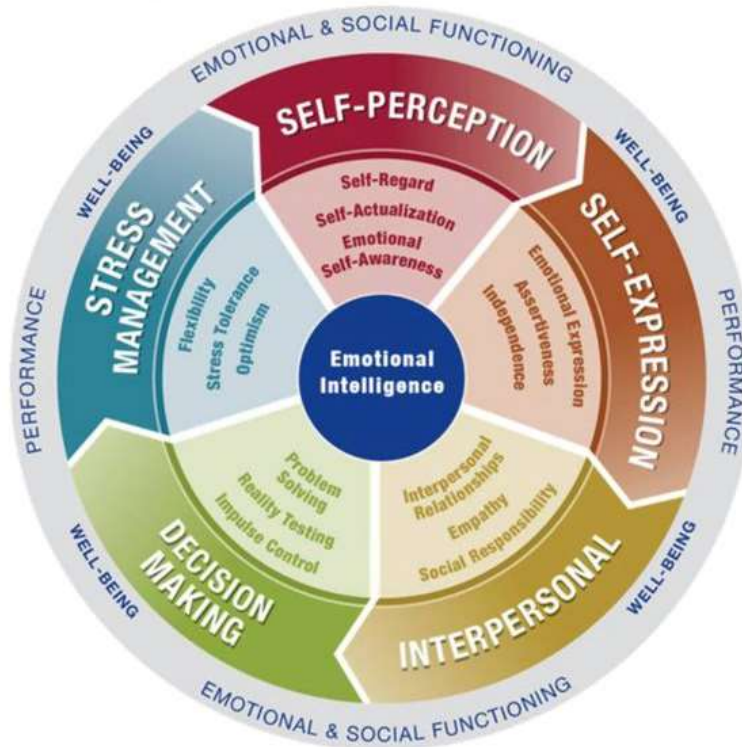 EMOTIONAL & SOCIAL FUNCTIONING
WELL-BEING
WELL-BEING
PERFORMANCE
PERFORMANCE
SELF-PERCEPTION
Self-Regard
Self-Actualization
Emotional
Self-Awareness
SELF-EXPRESSION
Emotional Expression
Assertiveness
Independence
INTERPERSONAL
Interpersonal
Relationships
Empathy
Social Responsibility
DECISION
MAKING
Problem
Solving
Reality Testing
Impulse Control
STRESS
MANAGEMENT
Flexibility
Stress Tolerance
Optimism
Emotional
Intelligence
WELL-BEING
WELL-BEING
EMOTIONAL & SOCIAL FUNCTIONING